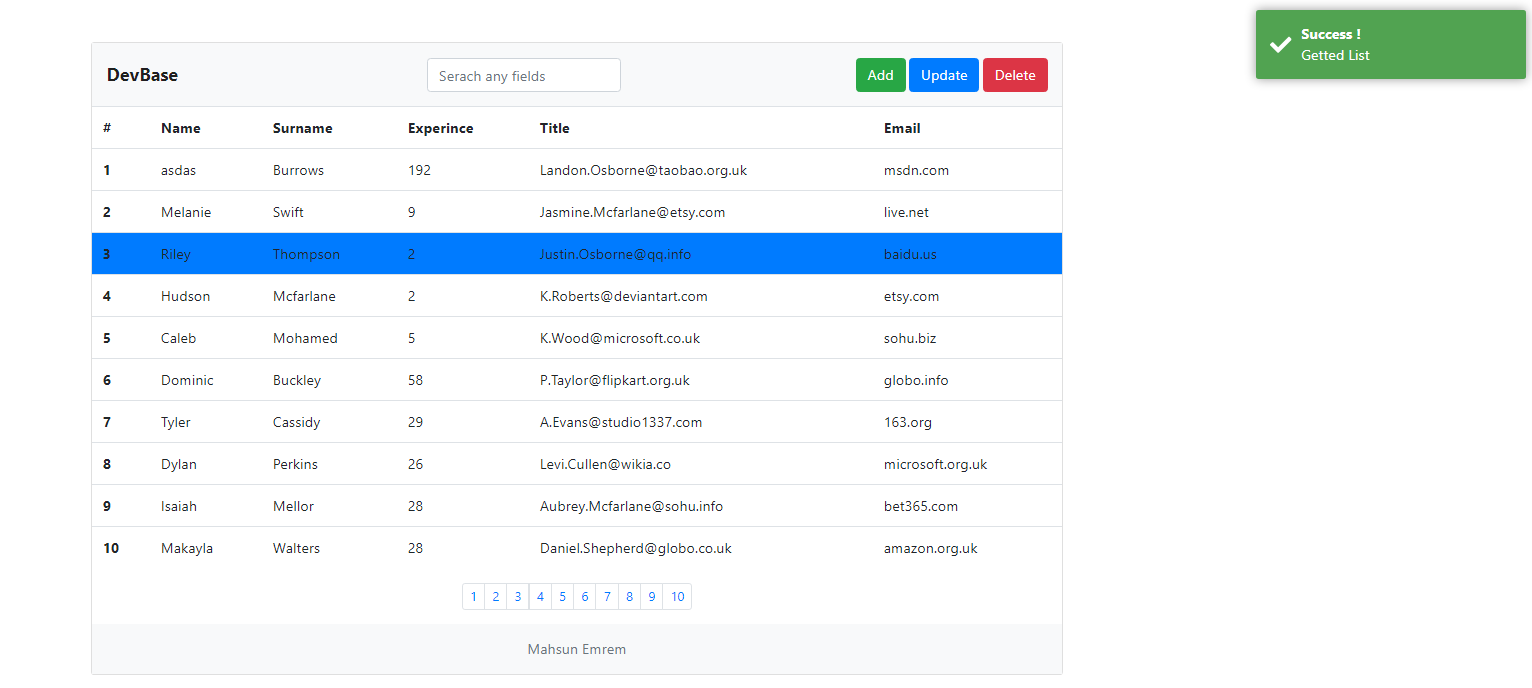 Success !
Getted List
DevBase Serach any fields Add Update Delete
# Name Surname Experince Title Email
1 asdas Burrows 192 Landon.Osborne@taobao.org.uk msdn.com
2 Melanie Swift 9 Jasmine.Mcfarlane@etsy.com live.net
3 Riley Thompson 2 Justin.Osborne@qq.info baidu.us
4 Hudson Mcfarlane 2 K.Roberts@deviantart.com etsy.com
5 Caleb Mohamed 5 K.Wood@microsoft.co.uk sohu.biz
6 Dominic Buckley 58 P.Taylor@flipkart.org.uk globo.info
7 Tyler Cassidy 29 A.Evans@studio1337.com 163.org
8 Dylan Perkins 26 Levi.Cullen@wikia.co microsoft.org.uk
9 Isaiah Mellor 28 Aubrey.Mcfarlane@sohu.info bet365.com
10 Makayla Walters 28 Daniel.Shepherd@globo.co.uk amazon.org.uk
1 2 3 4 5 6 7 8 9 10
Mahsun Emrem